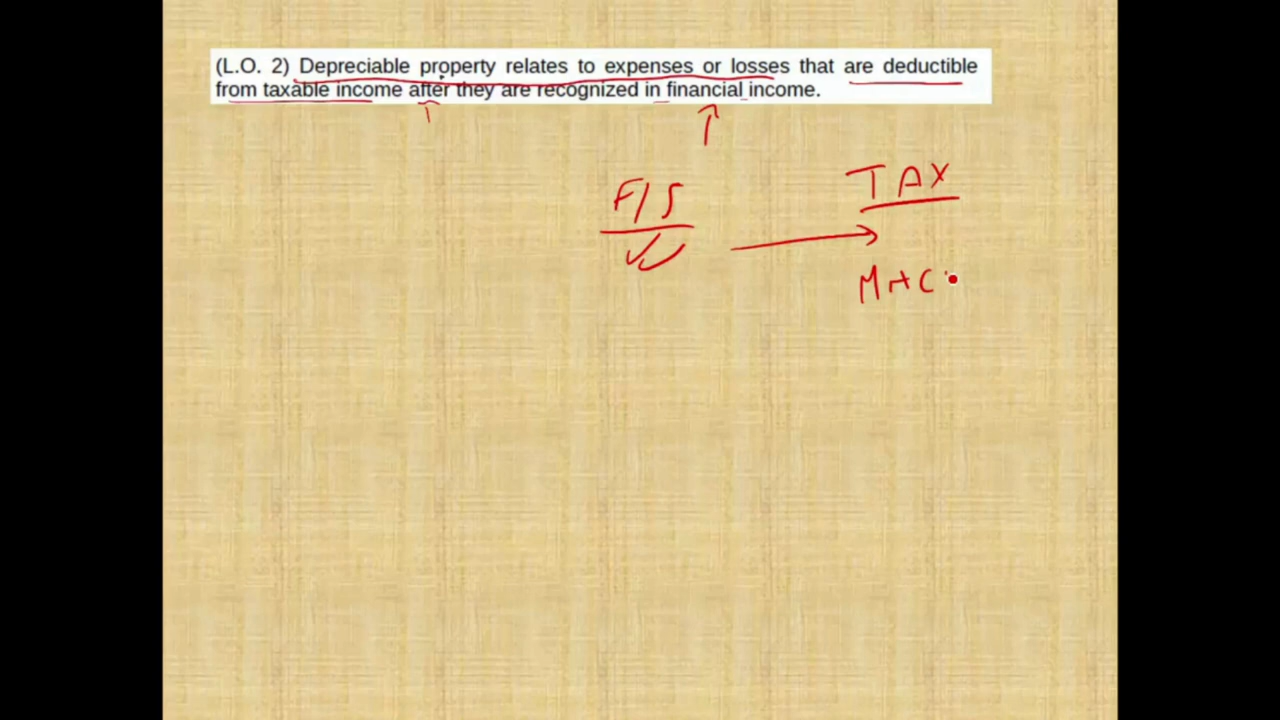 (L.O. 2) Depreciable property relates to expenses or losses that are deductible
from taxable income after they are recognized in financial income.
F/S
TAX
MAC